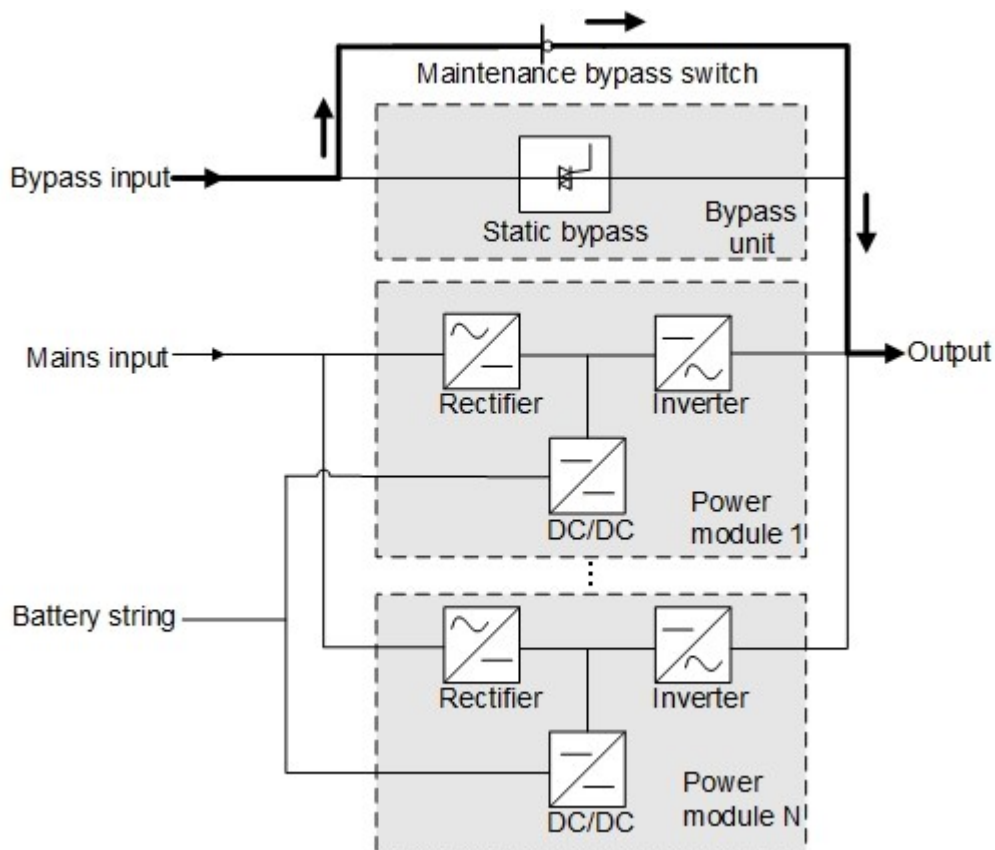 Maintenance bypass switch
Bypass input
Static bypass
Bypass
unit
Mains input
Rectifier
Inverter
Output
DC/DC
Power
module 1
Battery string
Rectifier
Inverter
DC/DC
Power
module N